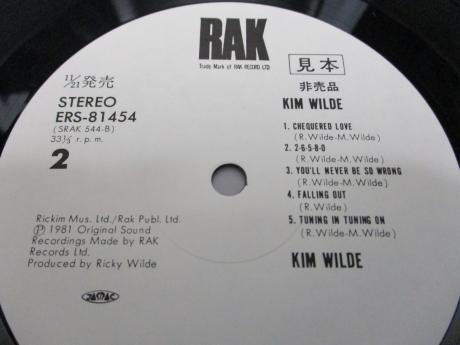 RAK
Trade Mark of RAK RECORD LTD
見本
非売品
11/21発売
STEREO
ERS-81454
(SRAK 544-B)
33⅓ r.p.m.
2
KIM WILDE
1. CHEQUERED LOVE
(R.Wilde-M.Wilde)
2. 2-6-5-8-0
(R.Wilde-M.Wilde)
3. YOU'LL NEVER BE SO WRONG
(R.Wilde-M.Wilde)
4. FALLING OUT
(R.Wilde)
5. TUNING IN TUNING ON
(R.Wilde-M.Wilde)
KIM WILDE
Rickim Mus. Ltd./Rak Publ. Ltd.
Ⓟ 1981 Original Sound
Recordings Made by RAK
Records Ltd.
Produced by Ricky Wilde
JASRAC